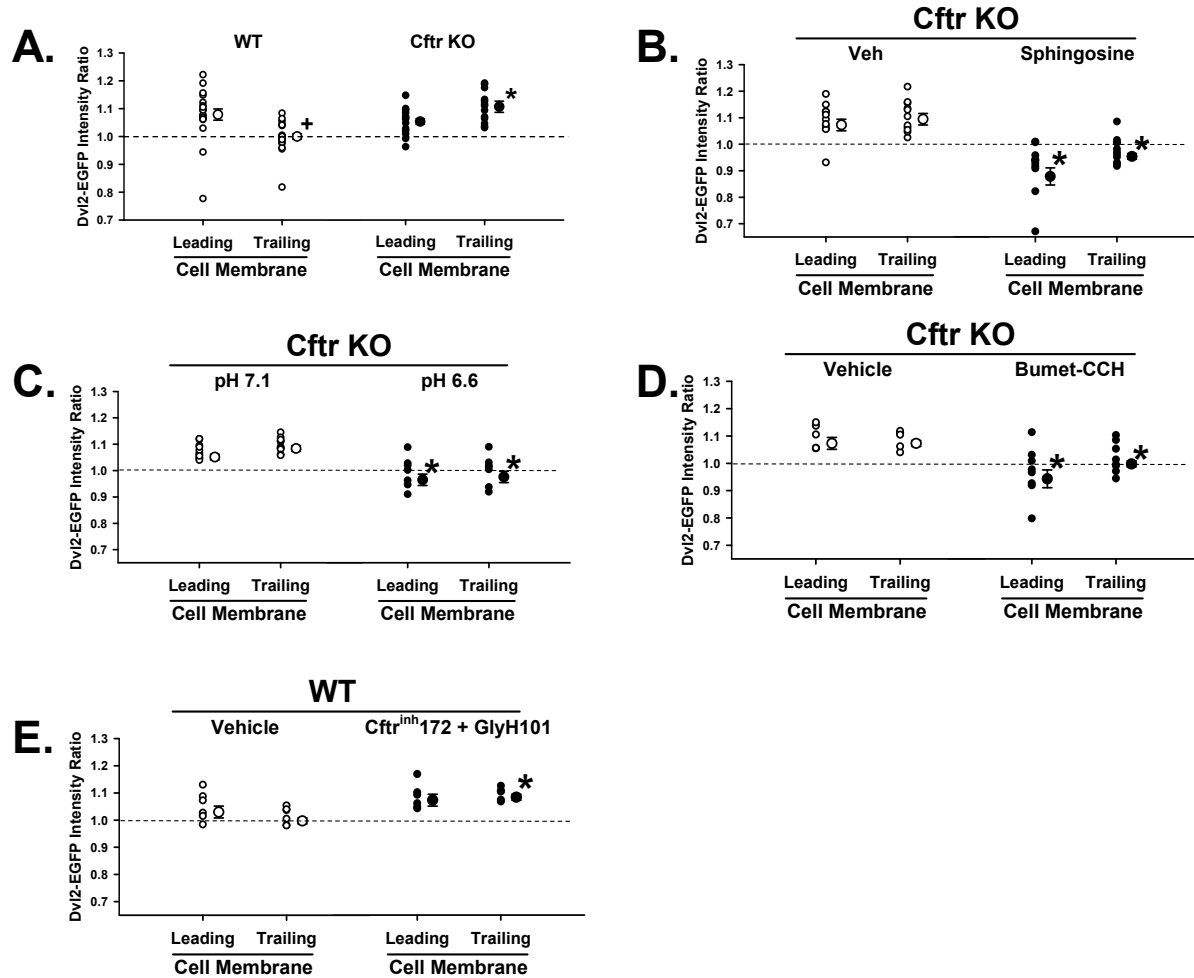 A.
WT Cftr KO
Dvl2-EGFP Intensity Ratio
1.3
1.2
1.1
1.0
0.9
0.8
0.7
+
*
Leading Trailing Leading Trailing
Cell Membrane Cell Membrane
B.
Cftr KO
Veh Sphingosine
Dvl2-EGFP Intensity Ratio
1.3
1.2
1.1
1.0
0.9
0.8
0.7
* *
Leading Trailing Leading Trailing
Cell Membrane Cell Membrane
C.
Cftr KO
pH 7.1 pH 6.6
Dvl2-EGFP Intensity Ratio
1.3
1.2
1.1
1.0
0.9
0.8
0.7
* *
Leading Trailing Leading Trailing
Cell Membrane Cell Membrane
D.
Cftr KO
Vehicle Bumet-CCH
Dvl2-EGFP Intensity Ratio
1.3
1.2
1.1
1.0
0.9
0.8
0.7
* *
Leading Trailing Leading Trailing
Cell Membrane Cell Membrane
E.
WT
Vehicle Cftrinh172 + GlyH101
Dvl2-EGFP Intensity Ratio
1.3
1.2
1.1
1.0
0.9
0.8
0.7
*
Leading Trailing Leading Trailing
Cell Membrane Cell Membrane